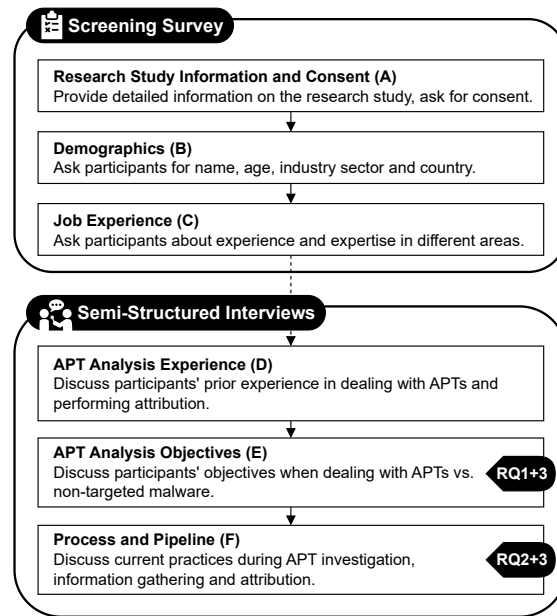 Screening Survey
Research Study Information and Consent (A)
Provide detailed information on the research study, ask for consent.
Demographics (B)
Ask participants for name, age, industry sector and country.
Job Experience (C)
Ask participants about experience and expertise in different areas.
Semi-Structured Interviews
APT Analysis Experience (D)
Discuss participants' prior experience in dealing with APTs and
performing attribution.
APT Analysis Objectives (E)
Discuss participants' objectives when dealing with APTs vs.
non-targeted malware.
RQ1+3
Process and Pipeline (F)
Discuss current practices during APT investigation,
information gathering and attribution.
RQ2+3